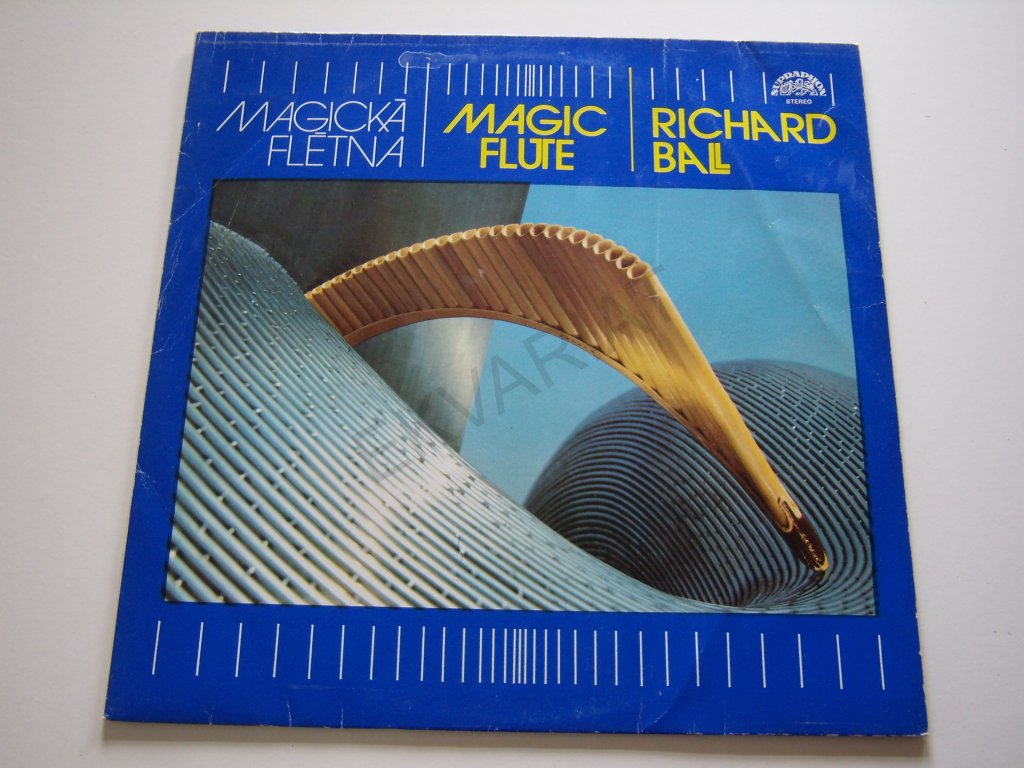 MAGICKÁ
FLÉTNA
MAGIC
FLUTE
RICHARD
BALL
SUPRAPHON
STEREO